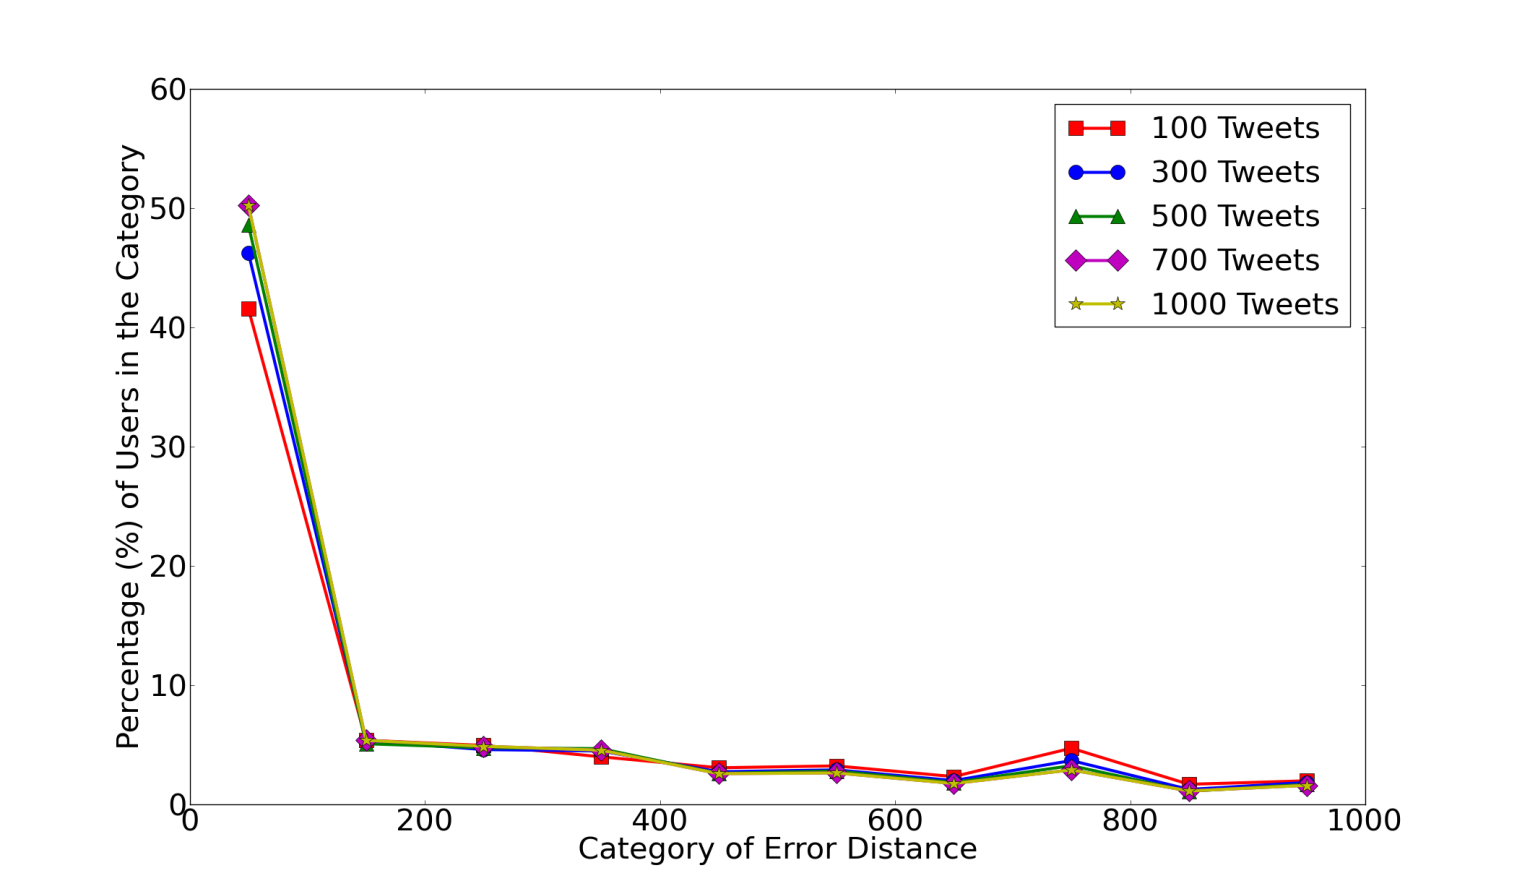 60
50
40
30
20
10
0
0 200 400 600 800 1000
Percentage (%) of Users in the Category
Category of Error Distance
100 Tweets
300 Tweets
500 Tweets
700 Tweets
1000 Tweets